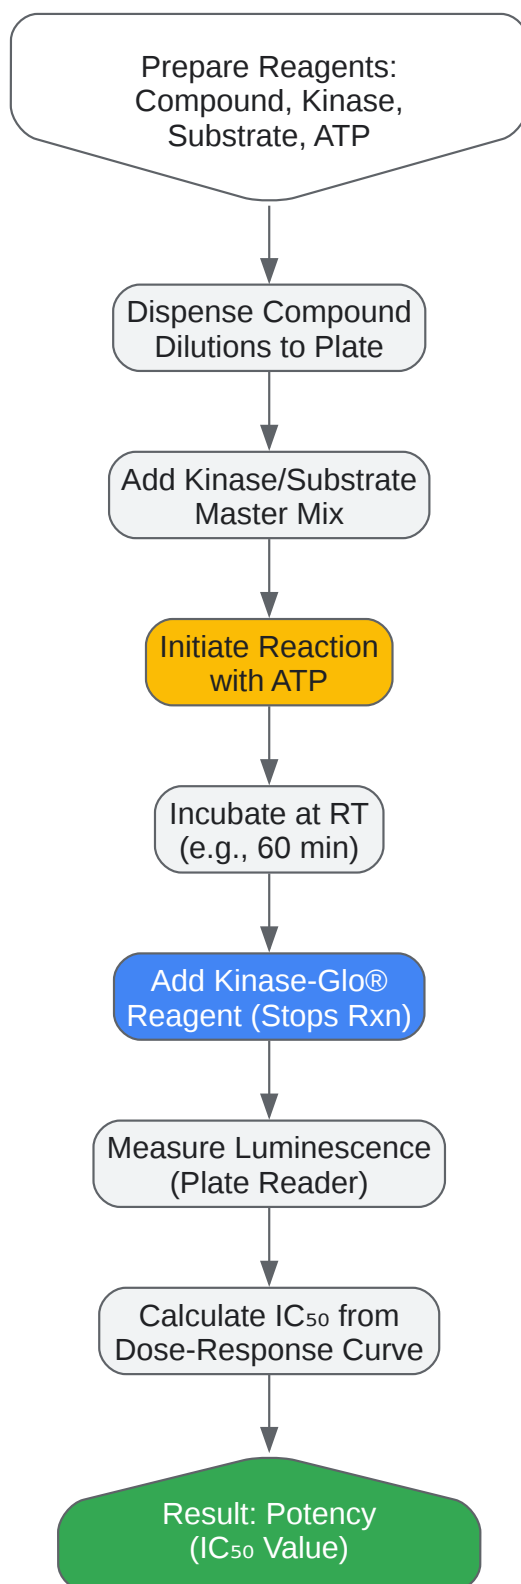 Prepare Reagents:
Compound, Kinase,
Substrate, ATP
Dispense Compound
Dilutions to Plate
Add Kinase/Substrate
Master Mix
Initiate Reaction
with ATP
Incubate at RT
(e.g., 60 min)
Add Kinase-Glo®
Reagent (Stops Rxn)
Measure Luminescence
(Plate Reader)
Calculate IC₅₀ from
Dose-Response Curve
Result: Potency
(IC₅₀ Value)